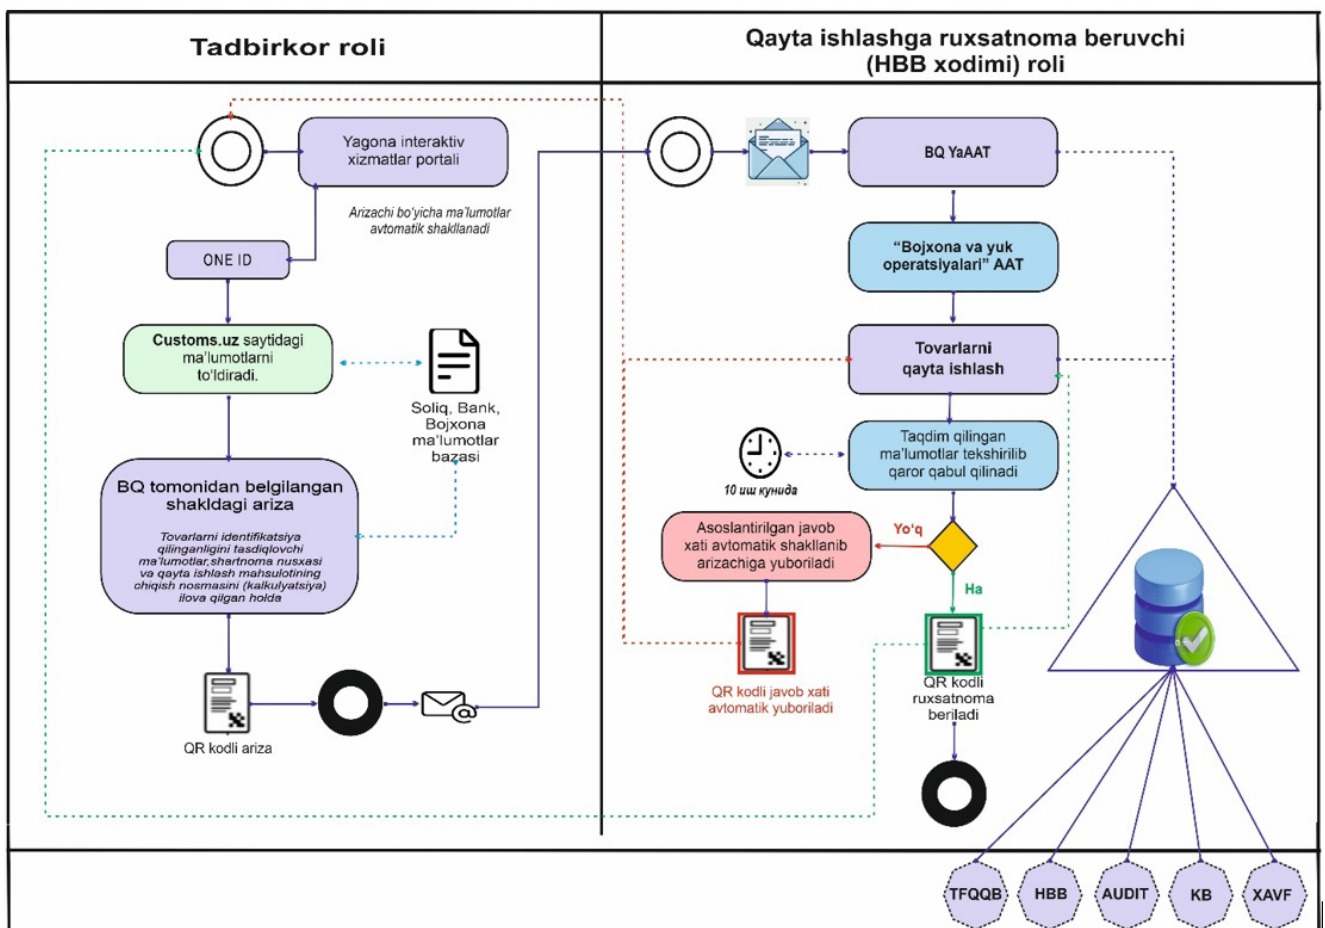 Tadbirkor roli
Qayta ishlashga ruxsatnoma beruvchi
(HBB xodimi) roli
Yagona interaktiv
xizmatlar portali
Arizachi bo‘yicha ma’lumotlar
avtomatik shakllanadi
ONE ID
Customs.uz saytidagi
ma’lumotlarni
to‘ldiradi.
Soliq, Bank,
Bojxona
ma’lumotlar
bazasi
BQ tomonidan belgilangan
shakldagi ariza
Tovarlarni identifikatsiya
qilinganligini tasdiqlovchi
ma’lumotlar,shartnoma nusxasi
va qayta ishlash mahsulotining
chiqish nosmasini (kalkulyatsiya)
ilova qilgan holda
QR kodli ariza
BQ YaAAT
“Bojxona va yuk
operatsiyalari” AAT
Tovarlarni
qayta ishlash
Taqdim qilingan
ma’lumotlar tekshirilib
qaror qabul qilinadi
10 иш кунида
Yo‘q
Asoslantirilgan javob
xati avtomatik shakllanib
arizachiga yuboriladi
Ha
QR kodli javob xati
avtomatik yuboriladi
QR kodli
ruxsatnoma
beriladi
TFQQB
HBB
AUDIT
KB
XAVF